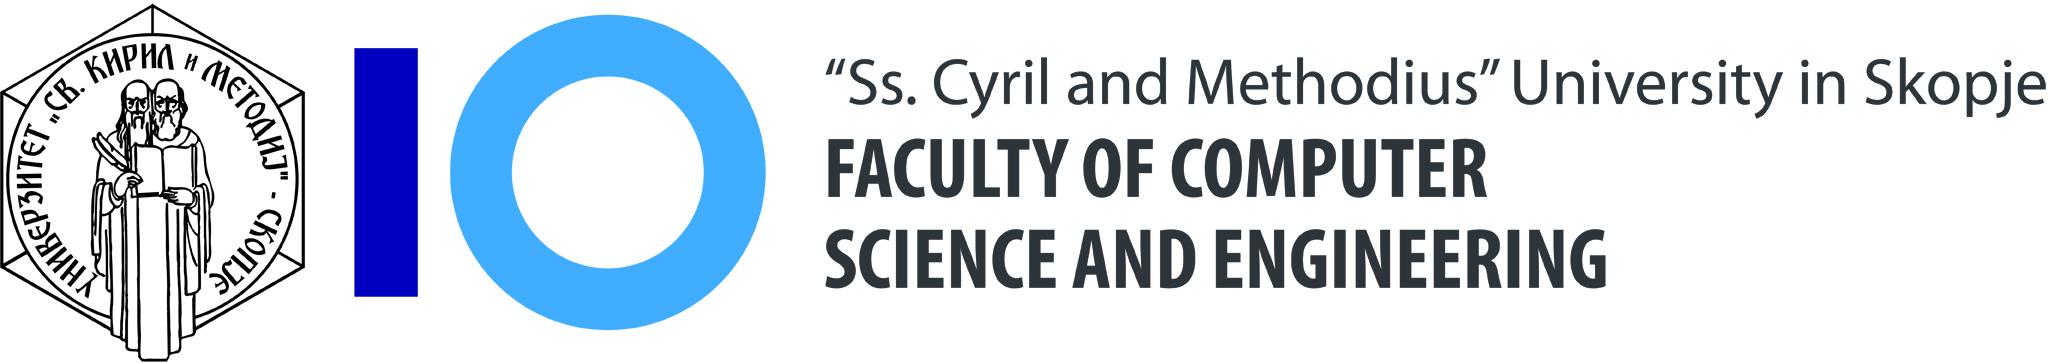 УНИВЕРЗИТЕТ "СВ. КИРИЛ и МЕТОДИЈ" - СКОПЈЕ
“Ss. Cyril and Methodius” University in Skopje
FACULTY OF COMPUTER
SCIENCE AND ENGINEERING